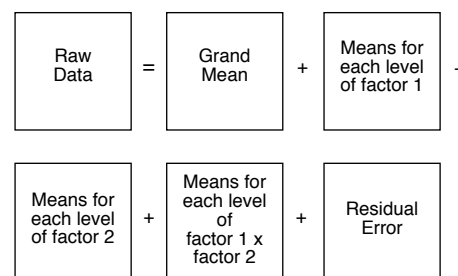 Raw
Data
=
Grand
Mean
+
Means for
each level
of factor 1
Means for
each level
of factor 2
+
Means for
each level
of
factor 1 x
factor 2
+
Residual
Error